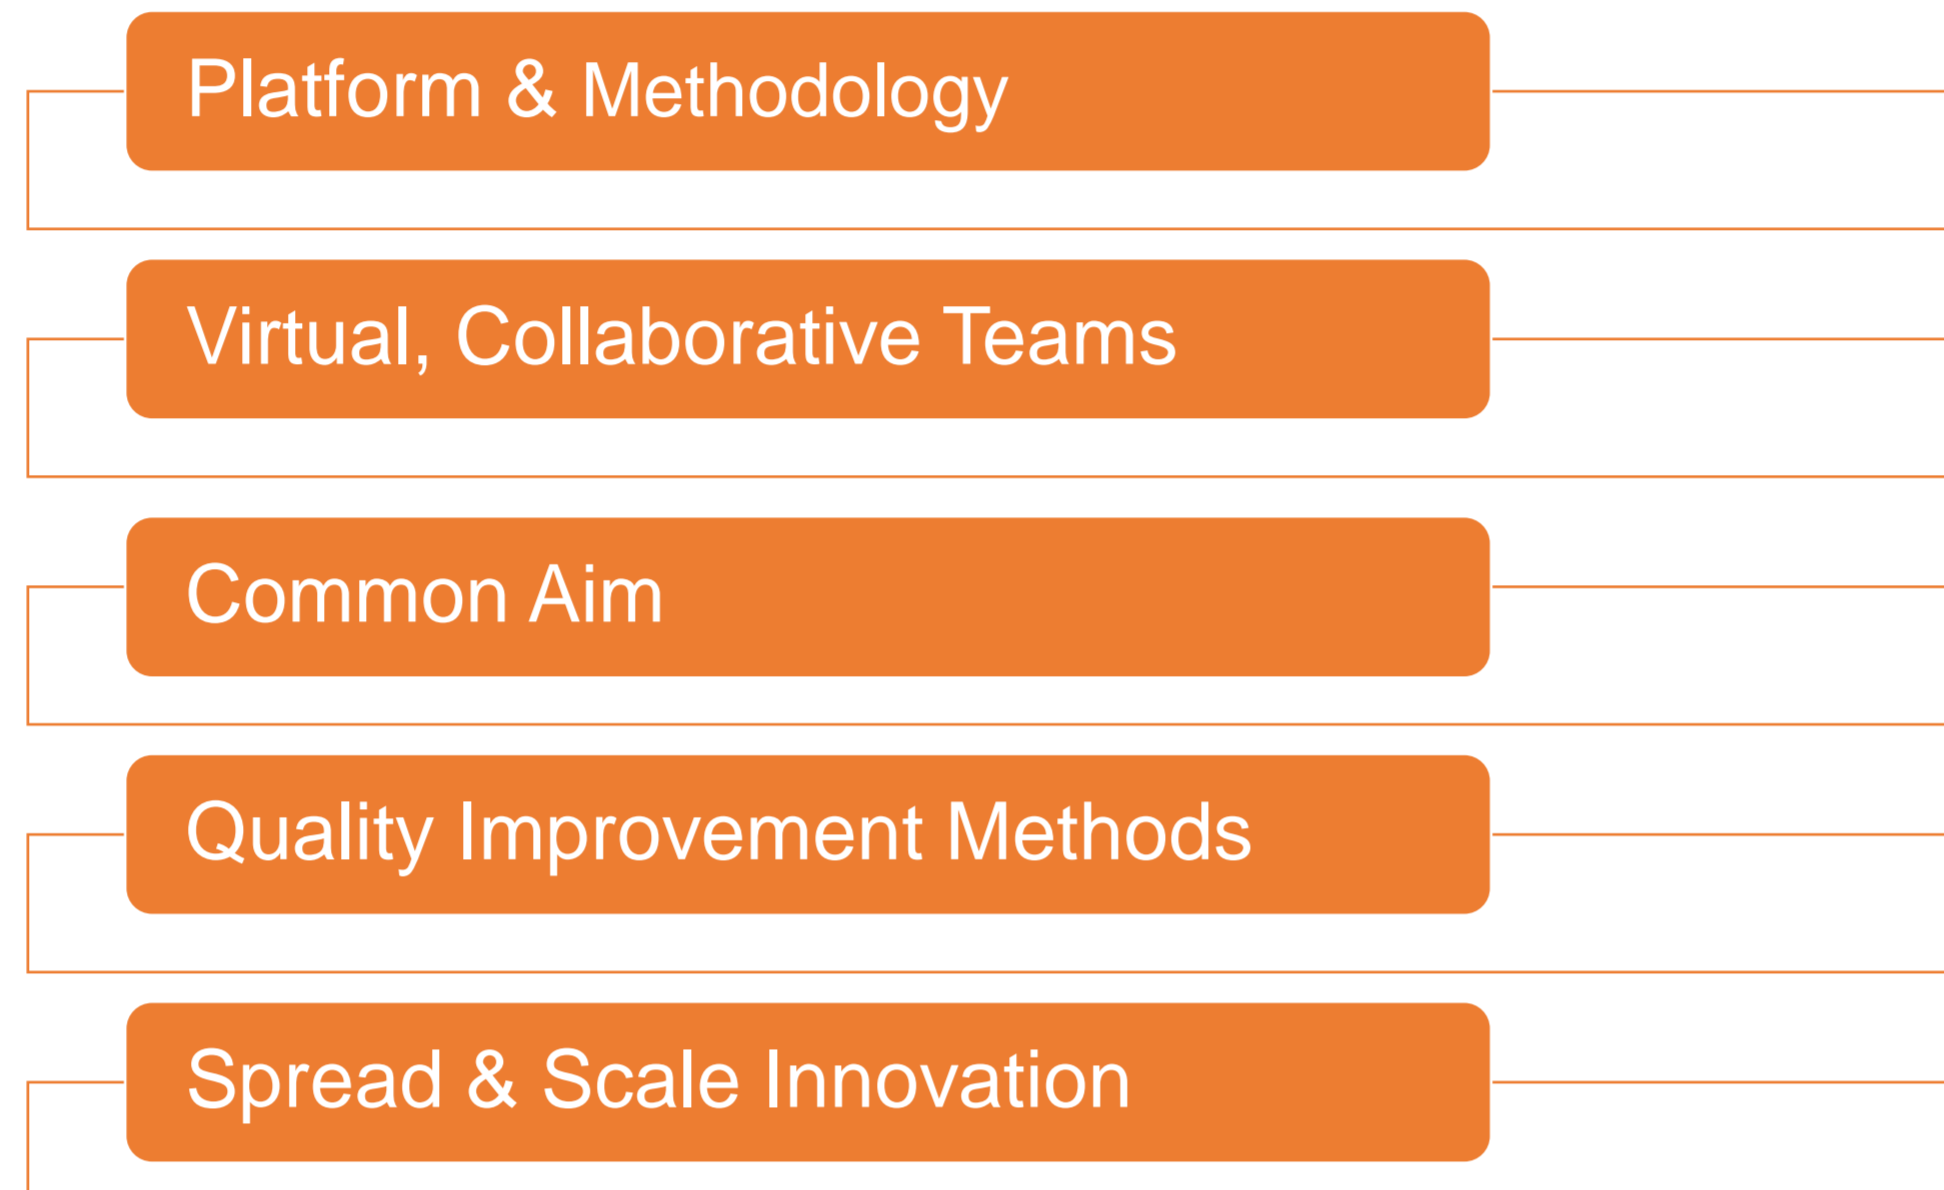 Platform & Methodology
Virtual, Collaborative Teams
Common Aim
Quality Improvement Methods
Spread & Scale Innovation